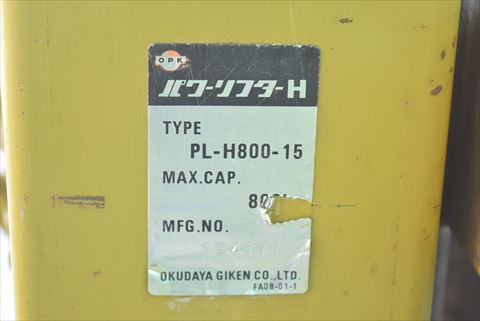 O.P.K
パワーリフターH
TYPE
PL-H800-15
MAX.CAP.
MFG.NO.
OKUDAYA GIKEN CO.,LTD.
FA08-01-1